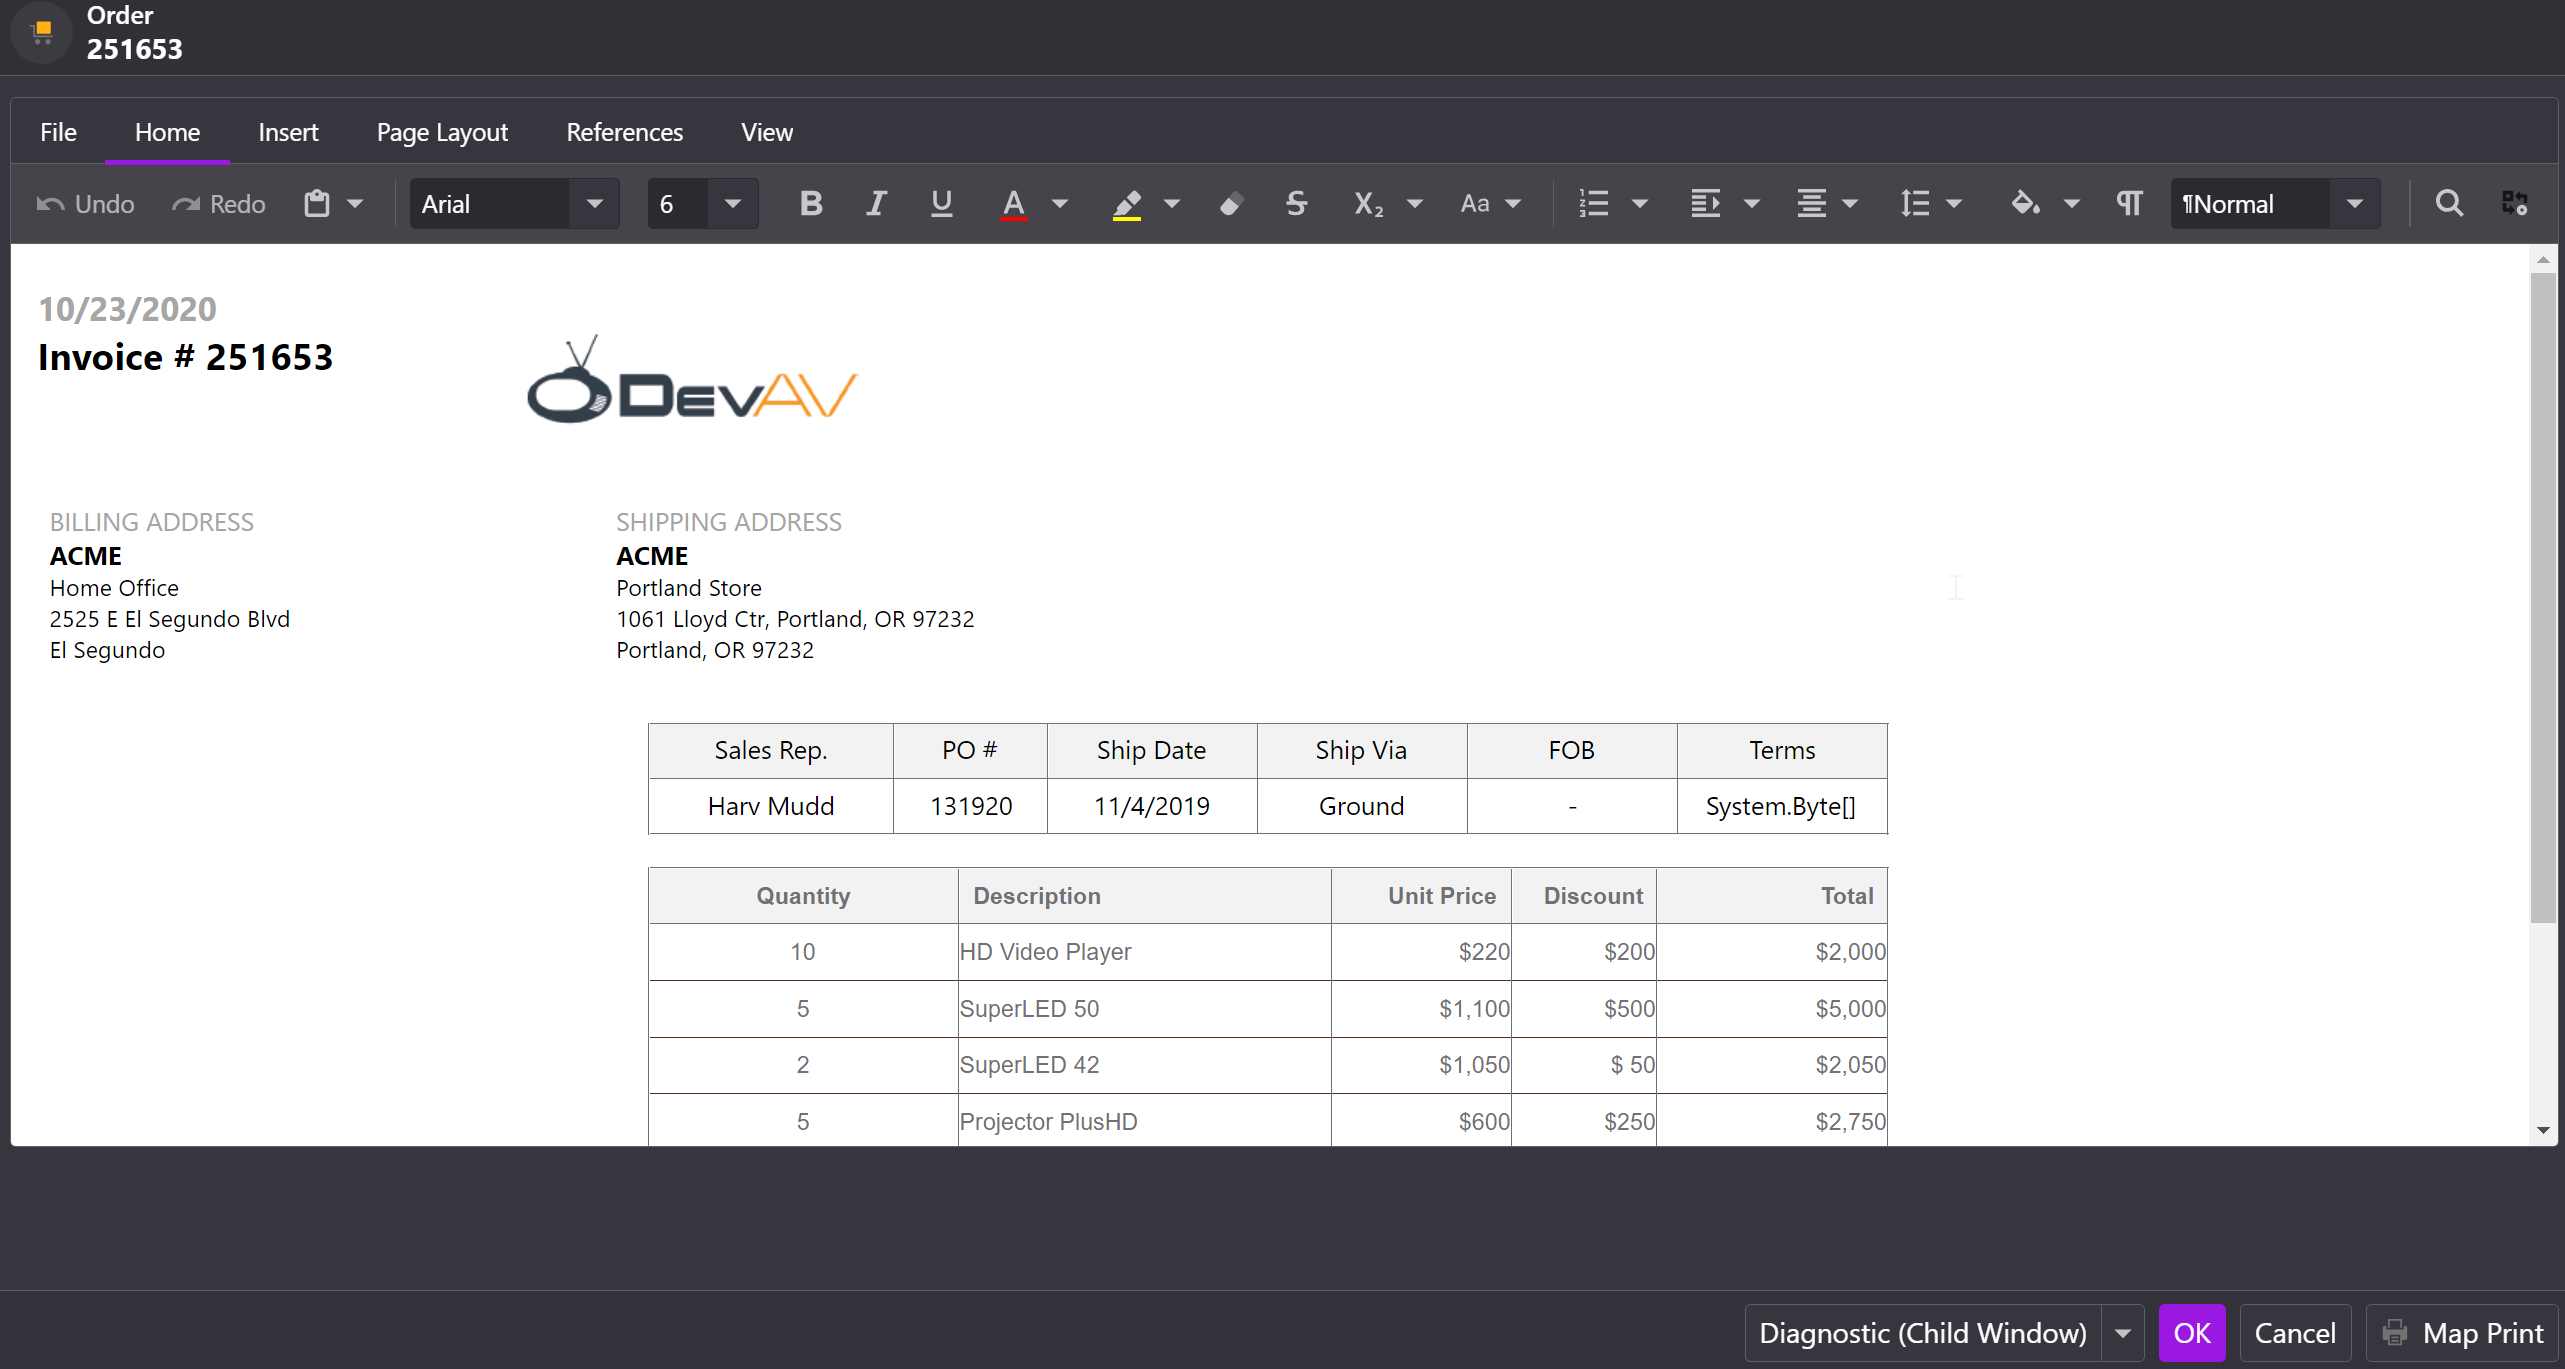 Order
251653
File Home Insert Page Layout References View
Undo Redo Arial 6 B I U A S X₂ Aa ¶Normal
10/23/2020
Invoice # 251653
DevAV
BILLING ADDRESS SHIPPING ADDRESS
ACME ACME
Home Office Portland Store
2525 E El Segundo Blvd 1061 Lloyd Ctr, Portland, OR 97232
El Segundo Portland, OR 97232
Sales Rep. PO # Ship Date Ship Via FOB Terms
Harv Mudd 131920 11/4/2019 Ground - System.Byte[]
Quantity Description Unit Price Discount Total
10 HD Video Player $220 $200 $2,000
5 SuperLED 50 $1,100 $500 $5,000
2 SuperLED 42 $1,050 $ 50 $2,050
5 Projector PlusHD $600 $250 $2,750
Diagnostic (Child Window) OK Cancel Map Print